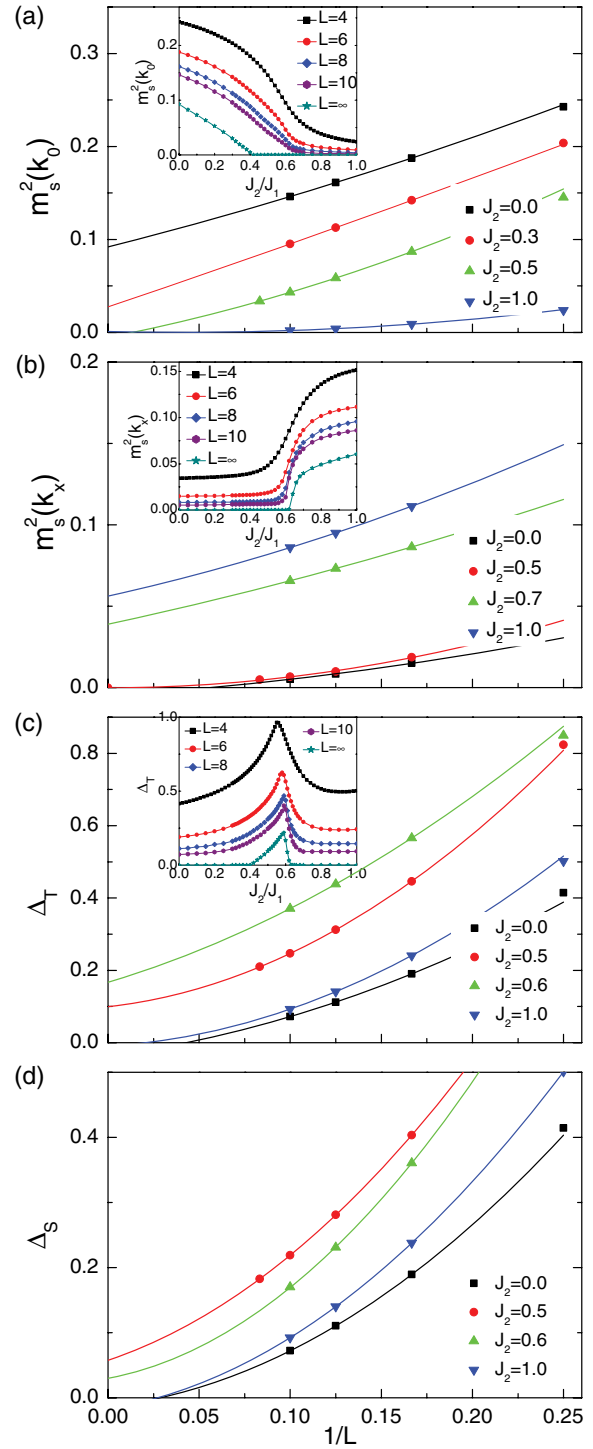 (a)
0.3
0.2
0.1
0.0
m_s^2(k_0)
0.2
0.1
0.0
m_s^2(k_0)
0.0 0.2 0.4 0.6 0.8 1.0
J_2/J_1
L=4
L=6
L=8
L=10
L=∞
J_2=0.0
J_2=0.3
J_2=0.5
J_2=1.0
(b)
0.2
0.1
0.0
m_s^2(k_x)
0.15
0.10
0.05
0.00
m_s^2(k_x)
0.0 0.2 0.4 0.6 0.8 1.0
J_2/J_1
L=4
L=6
L=8
L=10
L=∞
J_2=0.0
J_2=0.5
J_2=0.7
J_2=1.0
(c)
0.8
0.6
0.4
0.2
0.0
Δ_T
1.0
0.5
0.0
Δ_T
0.0 0.2 0.4 0.6 0.8 1.0
J_2/J_1
L=4
L=6
L=8
L=10
L=∞
J_2=0.0
J_2=0.5
J_2=0.6
J_2=1.0
(d)
0.4
0.2
0.0
Δ_S
J_2=0.0
J_2=0.5
J_2=0.6
J_2=1.0
0.00 0.05 0.10 0.15 0.20 0.25
1/L